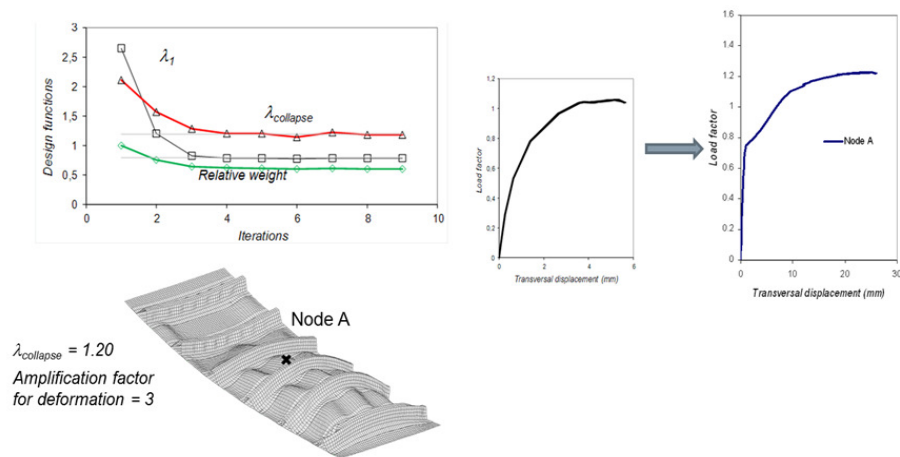 3
2,5
2
1,5
1
0,5
0
Design functions
λ1
λcollapse
Relative weight
0 2 4 6 8 10
Iterations
1,2
1
0,8
0,6
0,4
0,2
0
Load factor
0 2 4 6
Transversal displacement (mm)
1.6
1.4
1.2
1
0.8
0.6
0.4
0.2
0
Load factor
Node A
0 10 20 30
Transversal displacement (mm)
Node A
λcollapse = 1.20
Amplification factor
for deformation = 3